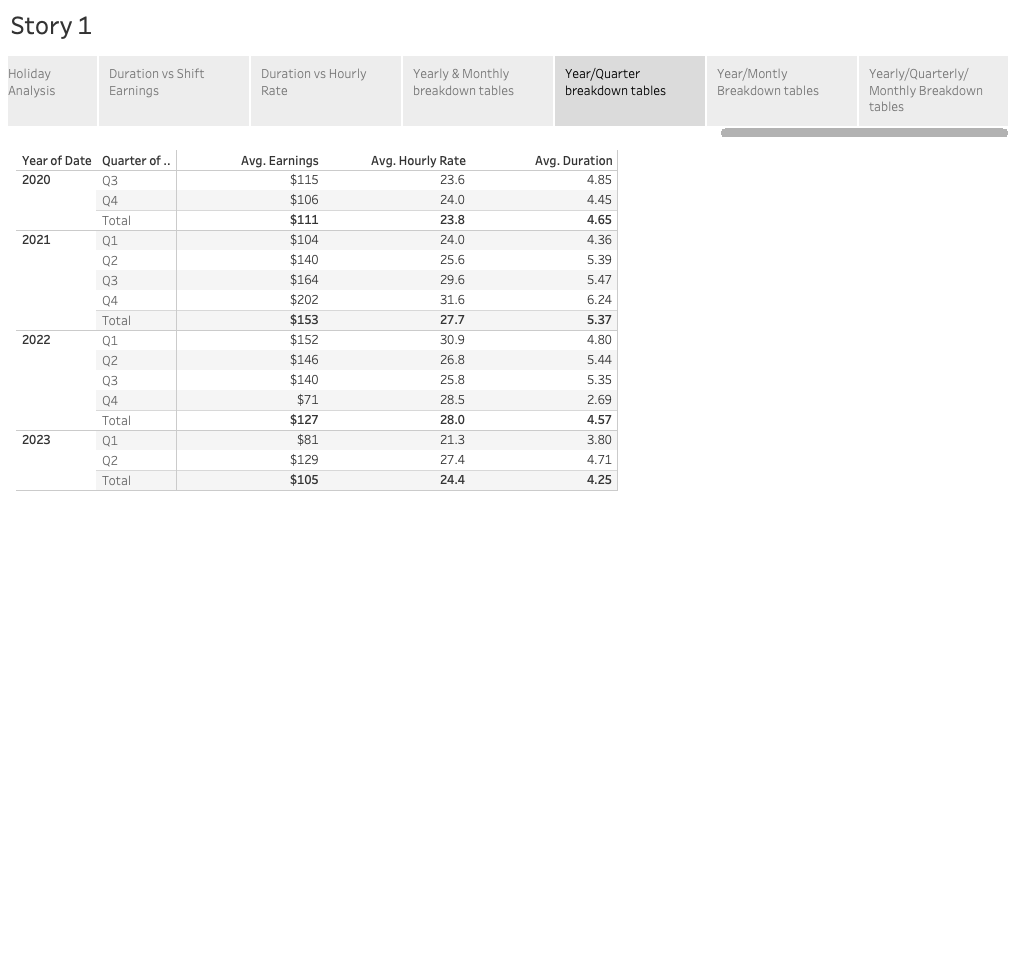 Story 1
Holiday Analysis
Duration vs Shift Earnings
Duration vs Hourly Rate
Yearly & Monthly breakdown tables
Year/Quarter breakdown tables
Year/Montly Breakdown tables
Yearly/Quarterly/ Monthly Breakdown tables
Year of Date Quarter of .. Avg. Earnings Avg. Hourly Rate Avg. Duration
2020 Q3 $115 23.6 4.85
Q4 $106 24.0 4.45
Total $111 23.8 4.65
2021 Q1 $104 24.0 4.36
Q2 $140 25.6 5.39
Q3 $164 29.6 5.47
Q4 $202 31.6 6.24
Total $153 27.7 5.37
2022 Q1 $152 30.9 4.80
Q2 $146 26.8 5.44
Q3 $140 25.8 5.35
Q4 $71 28.5 2.69
Total $127 28.0 4.57
2023 Q1 $81 21.3 3.80
Q2 $129 27.4 4.71
Total $105 24.4 4.25